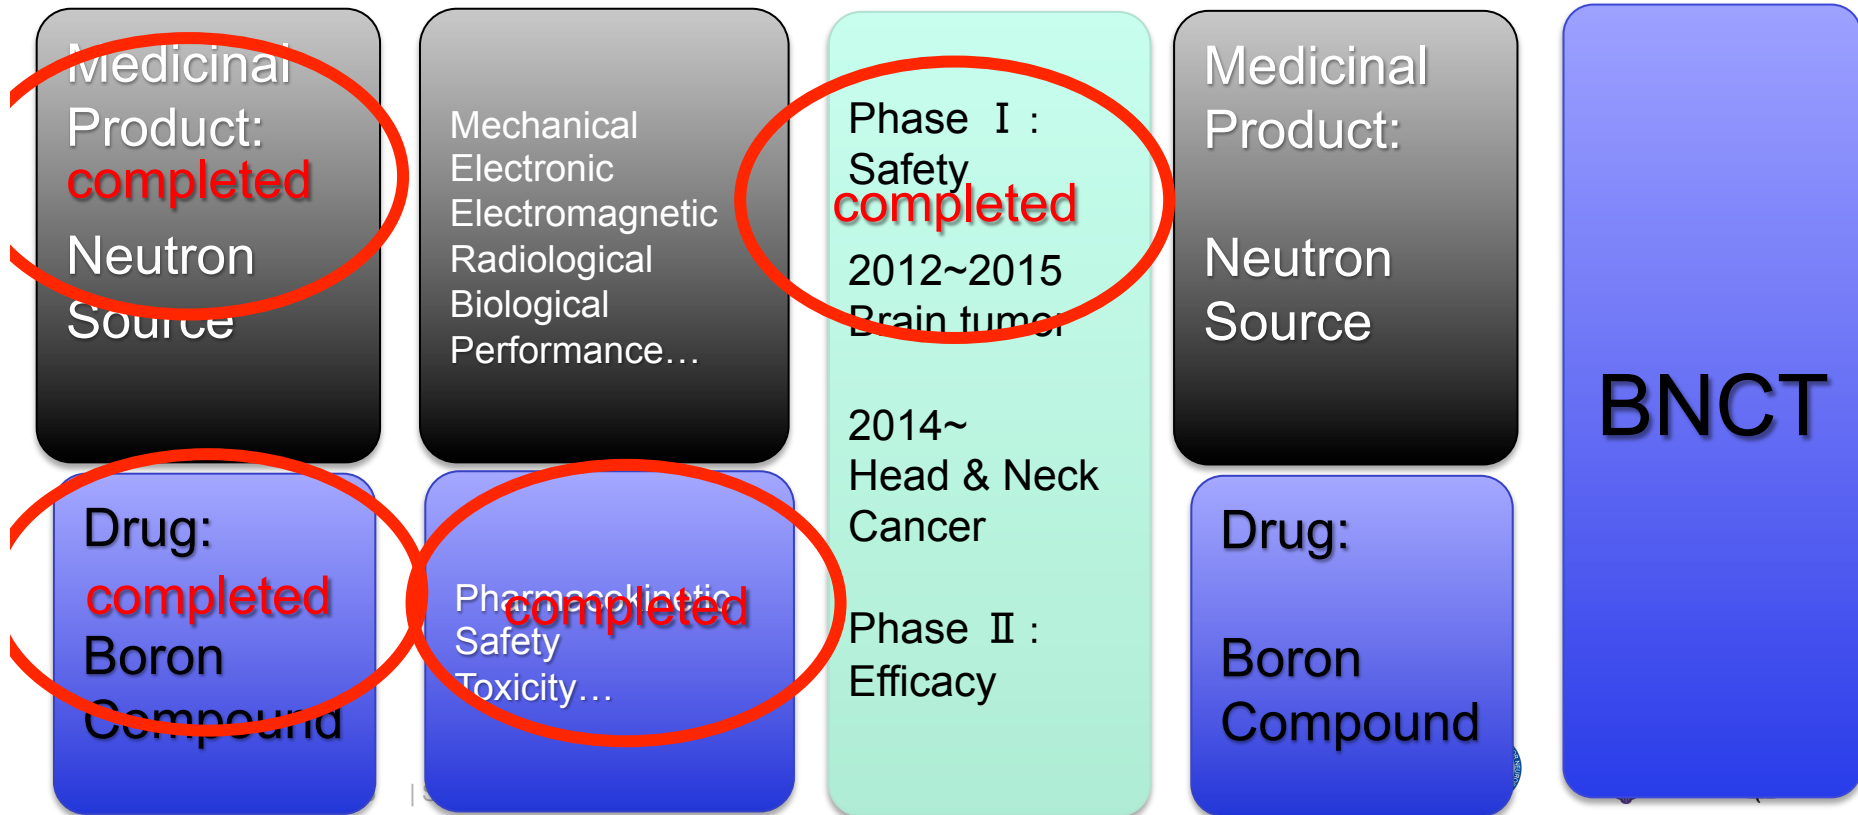 Medicinal
Product:
completed
Neutron
Source
Mechanical
Electronic
Electromagnetic
Radiological
Biological
Performance…
Phase Ⅰ :
Safety
completed
2012~2015
Brain tumor
2014~
Head & Neck
Cancer
Phase Ⅱ :
Efficacy
Medicinal
Product:
Neutron
Source
BNCT
Drug:
completed
Boron
Compound
Pharmacokinetic
completed
Safety
Toxicity…
Drug:
Boron
Compound